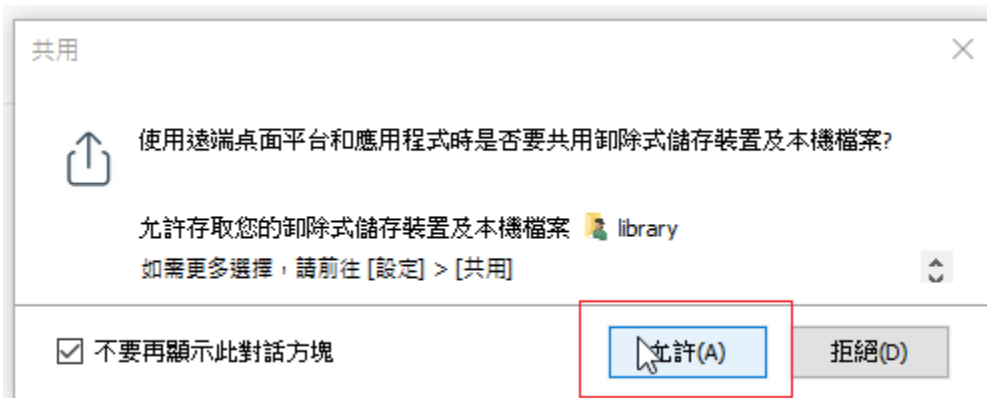 共用
使用遠端桌面平台和應用程式時是否要共用卸除式儲存裝置及本機檔案?
允許存取您的卸除式儲存裝置及本機檔案 library
如需更多選擇，請前往 [設定] > [共用]
不要再顯示此對話方塊
允許(A)
拒絕(D)